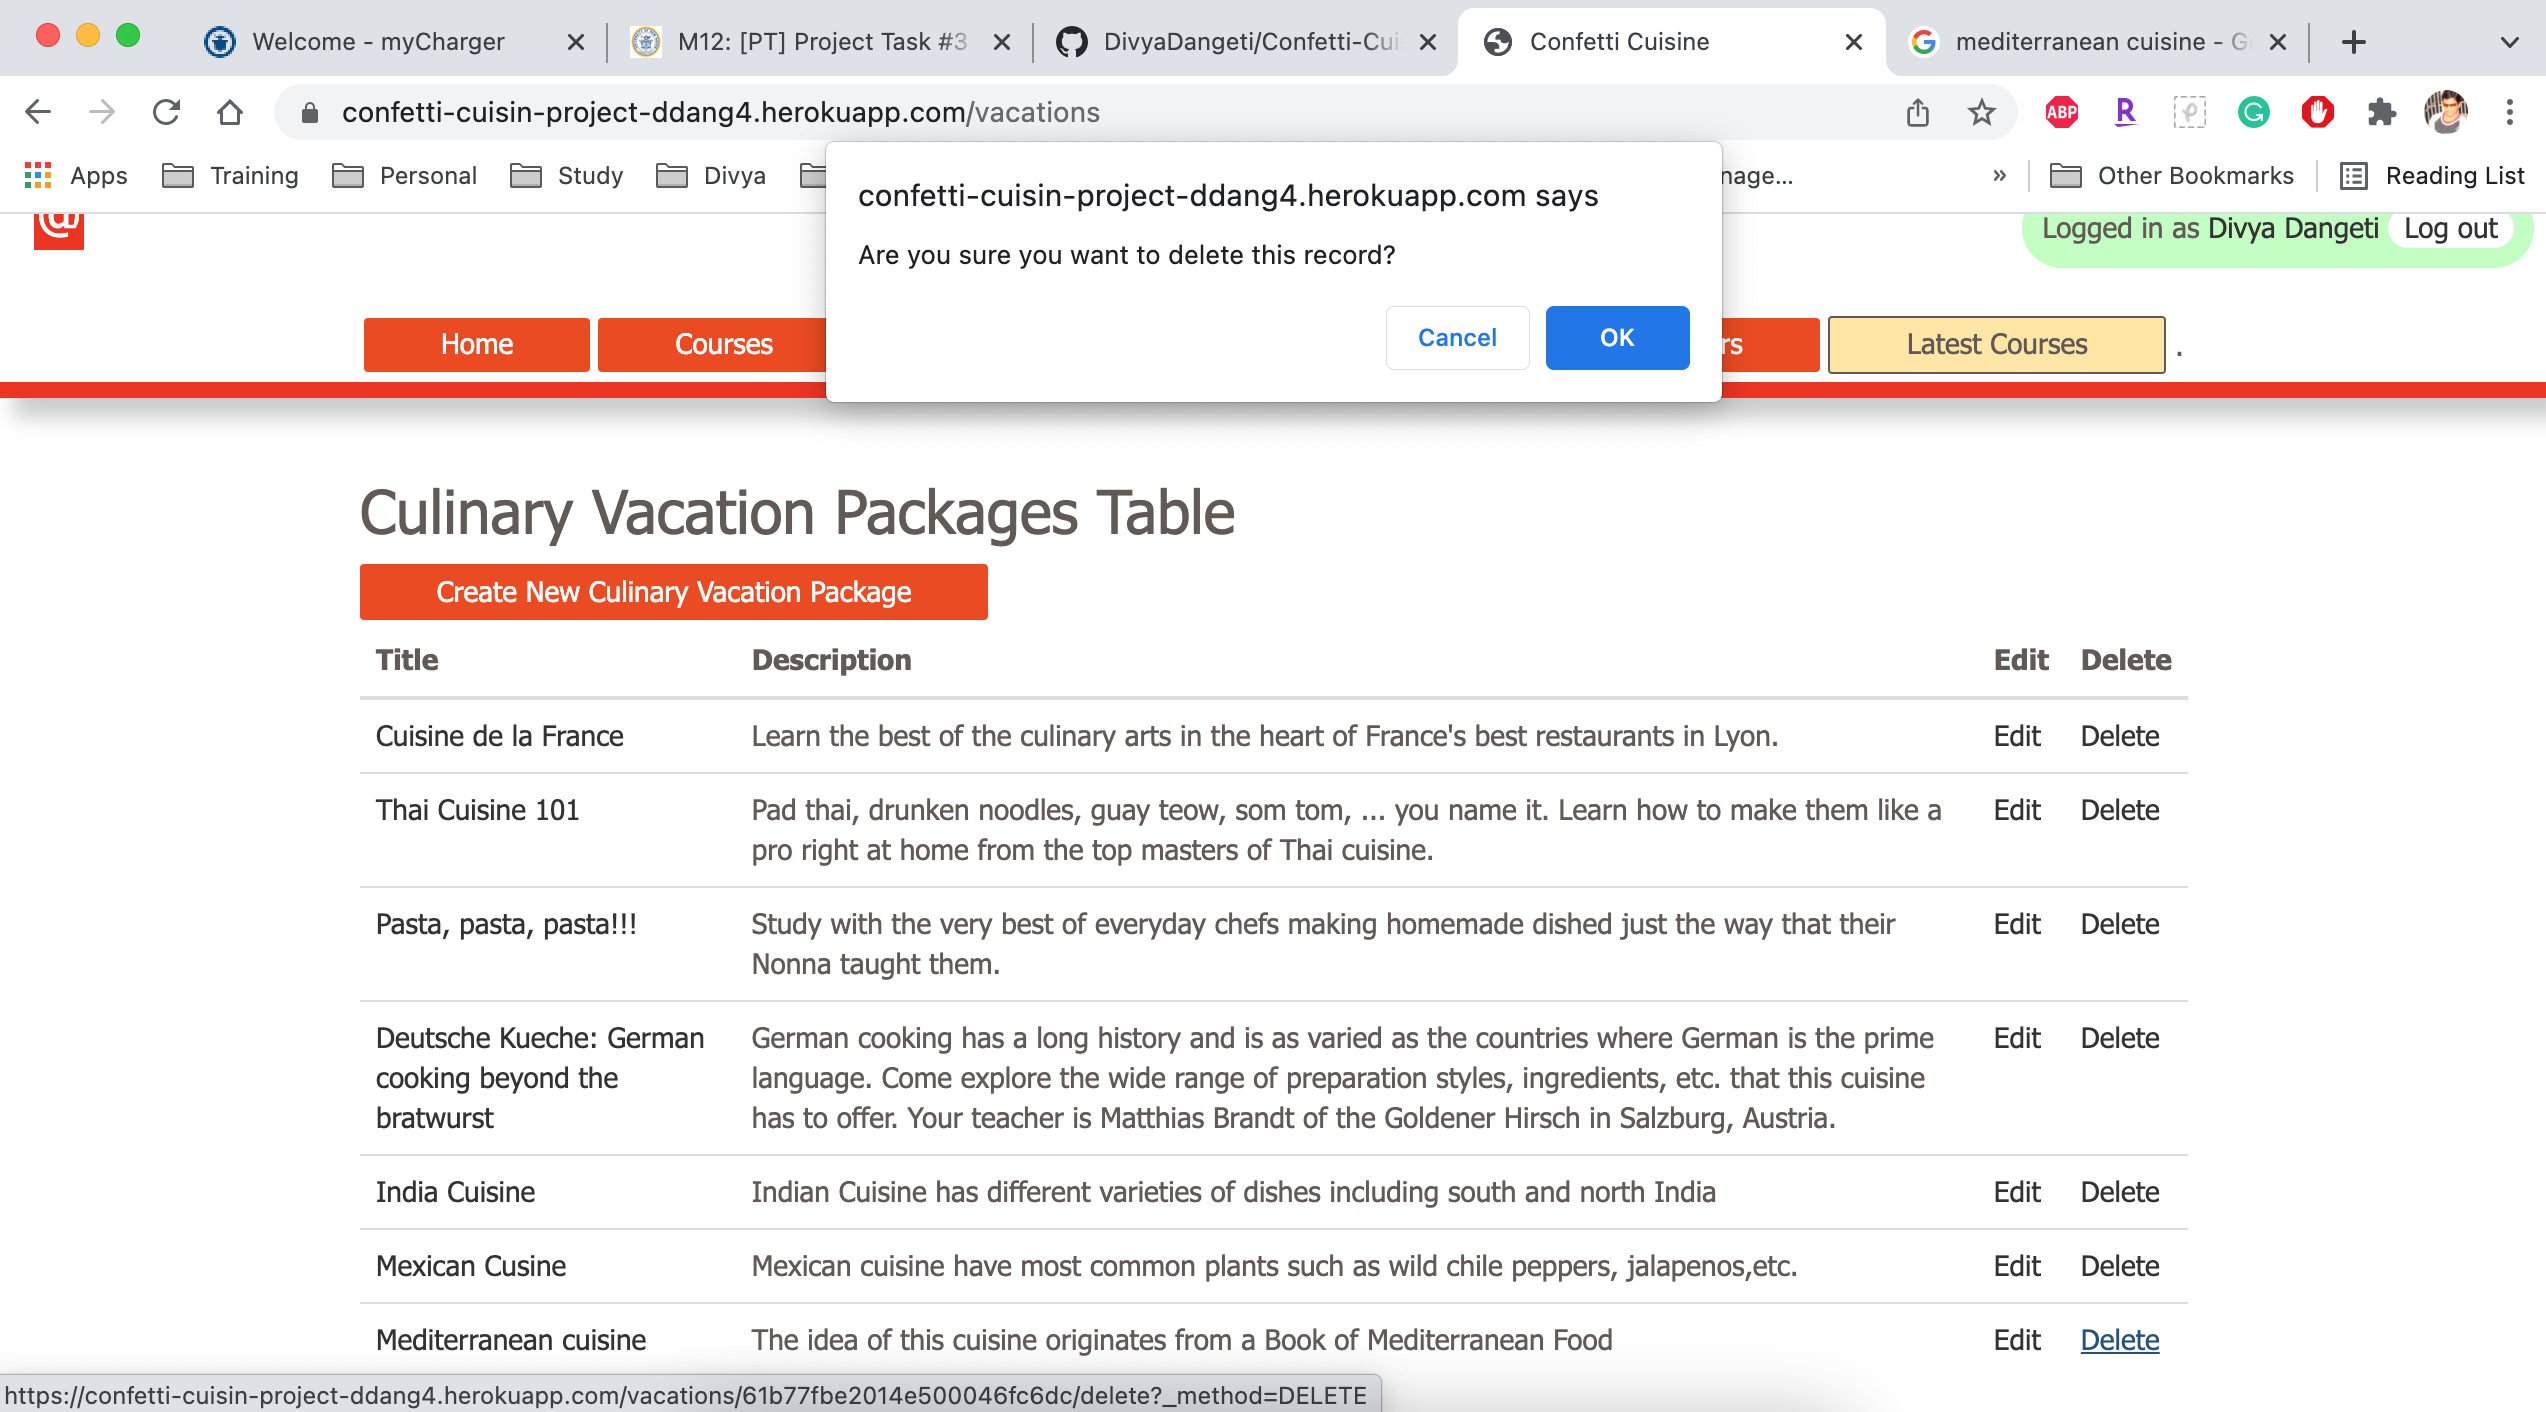 Welcome - myCharger
M12: [PT] Project Task #3
DivyaDangeti/Confetti-Cui
Confetti Cuisine
mediterranean cuisine - G
confetti-cuisin-project-ddang4.herokuapp.com/vacations
ABP
R
Apps
Training
Personal
Study
Divya
nage...
»
Other Bookmarks
Reading List
confetti-cuisin-project-ddang4.herokuapp.com says
Are you sure you want to delete this record?
Cancel
OK
@
Logged in as Divya Dangeti
Log out
Home
Courses
rs
Latest Courses
.
Culinary Vacation Packages Table
Create New Culinary Vacation Package
Title Description Edit Delete
Cuisine de la France Learn the best of the culinary arts in the heart of France's best restaurants in Lyon. Edit Delete
Thai Cuisine 101 Pad thai, drunken noodles, guay teow, som tom, ... you name it. Learn how to make them like a Edit Delete
pro right at home from the top masters of Thai cuisine.
Pasta, pasta, pasta!!! Study with the very best of everyday chefs making homemade dished just the way that their Edit Delete
Nonna taught them.
Deutsche Kueche: German German cooking has a long history and is as varied as the countries where German is the prime Edit Delete
cooking beyond the language. Come explore the wide range of preparation styles, ingredients, etc. that this cuisine
bratwurst has to offer. Your teacher is Matthias Brandt of the Goldener Hirsch in Salzburg, Austria.
India Cuisine Indian Cuisine has different varieties of dishes including south and north India Edit Delete
Mexican Cusine Mexican cuisine have most common plants such as wild chile peppers, jalapenos,etc. Edit Delete
Mediterranean cuisine The idea of this cuisine originates from a Book of Mediterranean Food Edit Delete
https://confetti-cuisin-project-ddang4.herokuapp.com/vacations/61b77fbe2014e500046fc6dc/delete?_method=DELETE